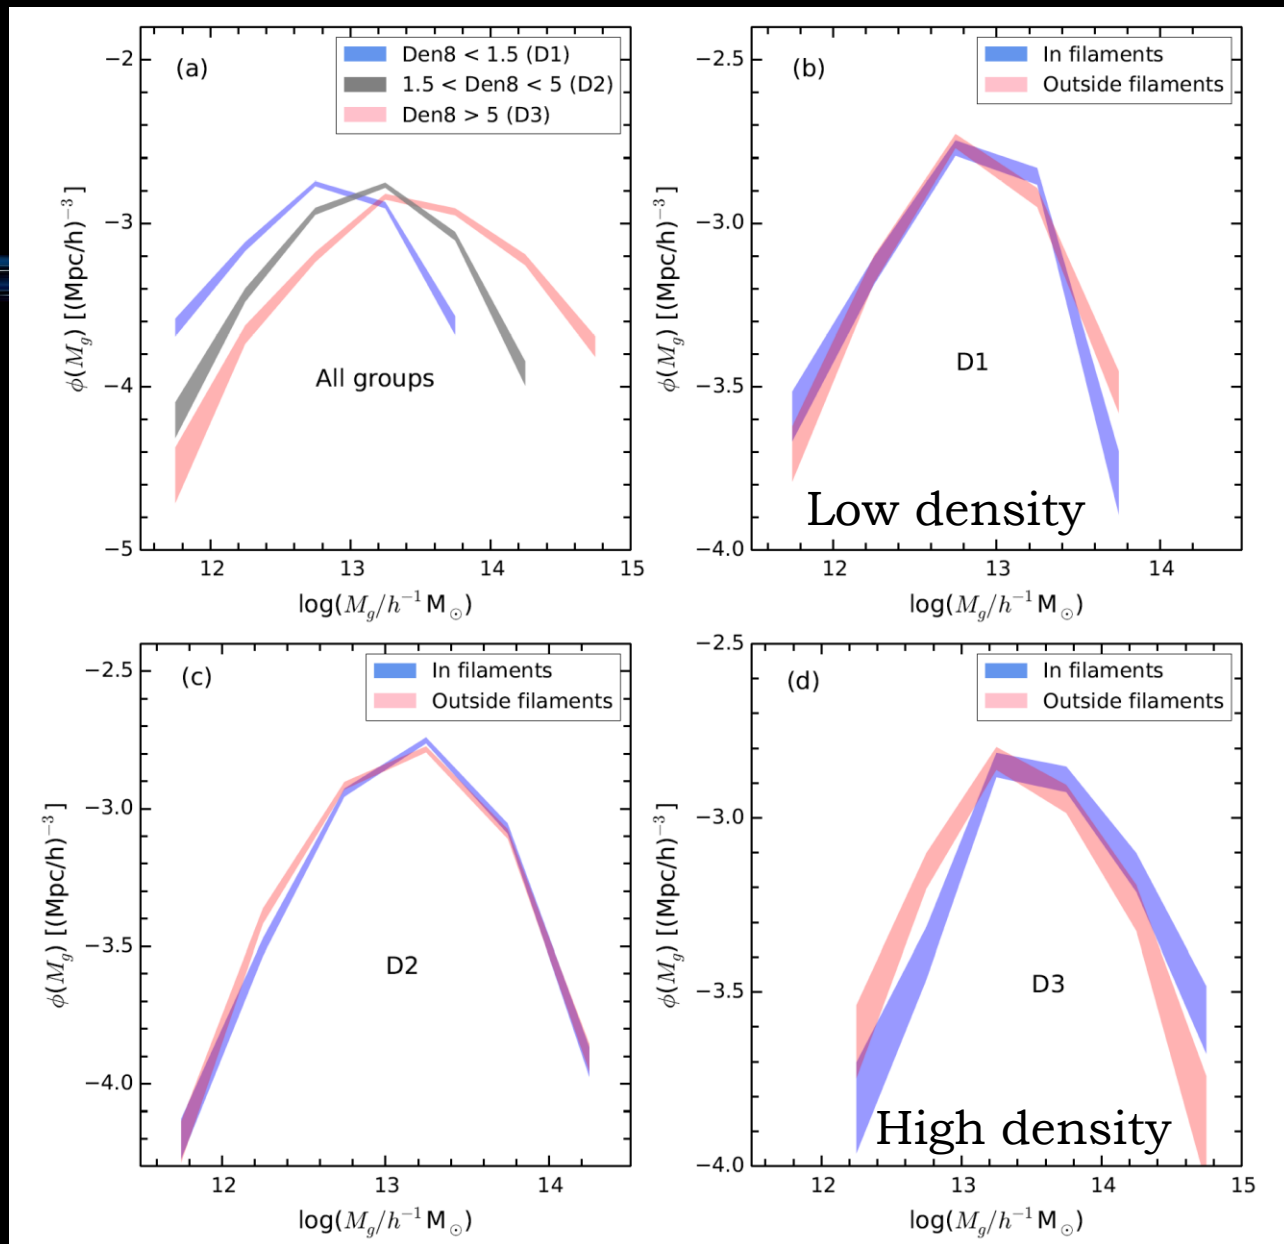 (a)
Den8 < 1.5 (D1)
1.5 < Den8 < 5 (D2)
Den8 > 5 (D3)
−2
−3
−4
−5
ϕ(M_g) [(Mpc/h)^−3]
All groups
12 13 14 15
log(M_g/h^−1 M_⊙)
(b)
In filaments
Outside filaments
−2.5
−3.0
−3.5
−4.0
ϕ(M_g) [(Mpc/h)^−3]
D1
Low density
12 13 14
log(M_g/h^−1 M_⊙)
(c)
In filaments
Outside filaments
−2.5
−3.0
−3.5
−4.0
ϕ(M_g) [(Mpc/h)^−3]
D2
12 13 14
log(M_g/h^−1 M_⊙)
(d)
In filaments
Outside filaments
−2.5
−3.0
−3.5
−4.0
ϕ(M_g) [(Mpc/h)^−3]
D3
High density
12 13 14 15
log(M_g/h^−1 M_⊙)